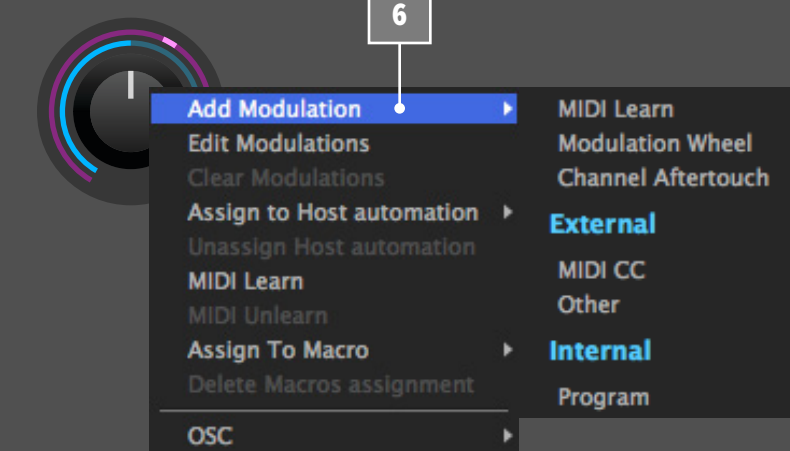 6
Add Modulation
Edit Modulations
Clear Modulations
Assign to Host automation
Unassign Host automation
MIDI Learn
MIDI Unlearn
Assign To Macro
Delete Macros assignment
OSC
MIDI Learn
Modulation Wheel
Channel Aftertouch
External
MIDI CC
Other
Internal
Program